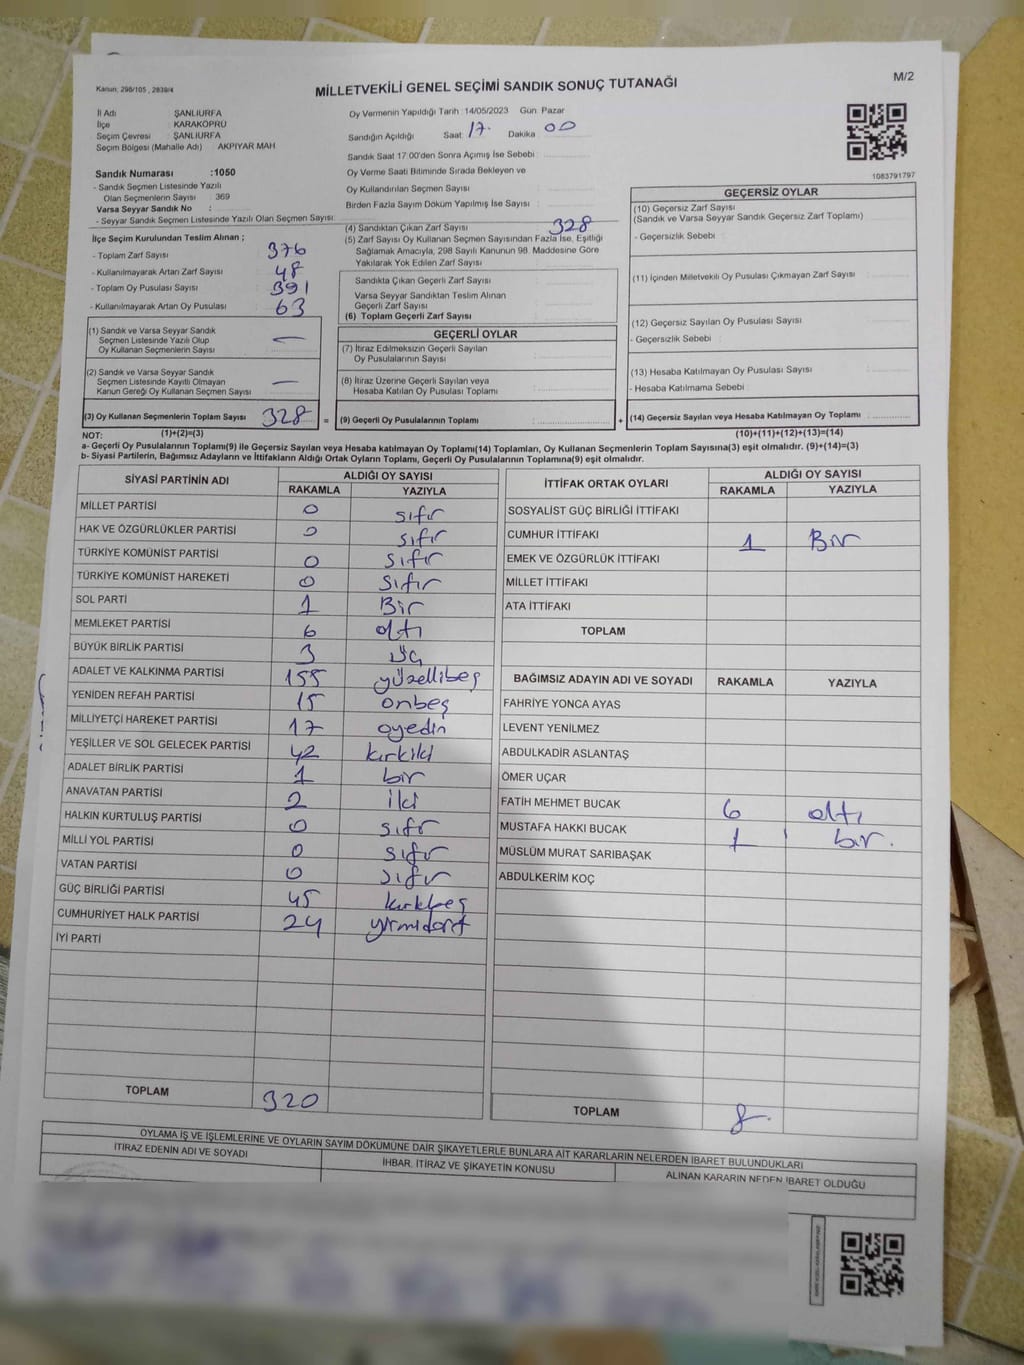 Kanun, 298/105 , 2839/4
MİLLETVEKİLİ GENEL SEÇİMİ SANDIK SONUÇ TUTANAĞI
M/2
İl Adı : ŞANLIURFA
İlçe : KARAKÖPRÜ
Seçim Çevresi : ŞANLIURFA
Seçim Bölgesi (Mahalle Adı) : AKPIYAR MAH
Sandık Numarası :1050
- Sandık Seçmen Listesinde Yazılı
Olan Seçmenlerin Sayısı : 369
Varsa Seyyar Sandık No :
- Seyyar Sandık Seçmen Listesinde Yazılı Olan Seçmen Sayısı:
Oy Vermenin Yapıldığı Tarih :14/05/2023 Gün: Pazar
Sandığın Açıldığı Saat 17. Dakika 00
Sandık Saat 17:00'den Sonra Açımış İse Sebebi :
Oy Verme Saati Bitiminde Sırada Bekleyen ve
Oy Kullandırılan Seçmen Sayısı :
Birden Fazla Sayım Döküm Yapılmış İse Sayısı :
(4) Sandıktan Çıkan Zarf Sayısı : 328
(5) Zarf Sayısı Oy Kullanan Seçmen Sayısından Fazla İse, Eşitliği
Sağlamak Amacıyla, 298 Sayılı Kanunun 98. Maddesine Göre
Yakılarak Yok Edilen Zarf Sayısı :
1083791797
İlçe Seçim Kurulundan Teslim Alınan ;
- Toplam Zarf Sayısı : 376
- Kullanılmayarak Artan Zarf Sayısı : 48
- Toplam Oy Pusulası Sayısı : 391
- Kullanılmayarak Artan Oy Pusulası : 63
Sandıkta Çıkan Geçerli Zarf Sayısı :
Varsa Seyyar Sandıktan Teslim Alınan
Geçerli Zarf Sayısı :
(6) Toplam Geçerli Zarf Sayısı :
GEÇERSİZ OYLAR
(10) Geçersiz Zarf Sayısı
(Sandık ve Varsa Seyyar Sandık Geçersiz Zarf Toplamı) :
- Geçersizlik Sebebi :
(11) İçinden Milletvekili Oy Pusulası Çıkmayan Zarf Sayısı :
(12) Geçersiz Sayılan Oy Pusulası Sayısı :
- Geçersizlik Sebebi :
(13) Hesaba Katılmayan Oy Pusulası Sayısı :
- Hesaba Katılmama Sebebi :
(14) Geçersiz Sayılan veya Hesaba Katılmayan Oy Toplamı :
(10)+(11)+(12)+(13)=(14)
(1) Sandık ve Varsa Seyyar Sandık
Seçmen Listesinde Yazılı Olup
Oy Kullanan Seçmenlerin Sayısı : —
(2) Sandık ve Varsa Seyyar Sandık
Seçmen Listesinde Kayıtlı Olmayan
Kanun Gereği Oy Kullanan Seçmen Sayısı : —
(3) Oy Kullanan Seçmenlerin Toplam Sayısı : 328
(1)+(2)=(3)
GEÇERLİ OYLAR
(7) İtiraz Edilmeksizin Geçerli Sayılan
Oy Pusulalarının Sayısı :
(8) İtiraz Üzerine Geçerli Sayılan veya
Hesaba Katılan Oy Pusulası Toplamı :
= (9) Geçerli Oy Pusulalarının Toplamı : +
NOT:
a- Geçerli Oy Pusulalarının Toplamı(9) ile Geçersiz Sayılan veya Hesaba katılmayan Oy Toplamı(14) Toplamları, Oy Kullanan Seçmenlerin Toplam Sayısına(3) eşit olmalıdır. (9)+(14)=(3)
b- Siyasi Partilerin, Bağımsız Adayların ve İttifakların Aldığı Ortak Oyların Toplamı, Geçerli Oy Pusulalarının Toplamına(9) eşit olmalıdır.
SİYASİ PARTİNİN ADI ALDIĞI OY SAYISI
RAKAMLA YAZIYLA
MİLLET PARTİSİ 0 sıfır
HAK VE ÖZGÜRLÜKLER PARTİSİ 0 sıfır
TÜRKİYE KOMÜNİST PARTİSİ 0 sıfır
TÜRKİYE KOMÜNİST HAREKETİ 0 sıfır
SOL PARTİ 1 Bir
MEMLEKET PARTİSİ 6 altı
BÜYÜK BİRLİK PARTİSİ 3 üç
ADALET VE KALKINMA PARTİSİ 155 yüzellibeş
YENİDEN REFAH PARTİSİ 15 onbeş
MİLLİYETÇİ HAREKET PARTİSİ 17 onyedin
YEŞİLLER VE SOL GELECEK PARTİSİ 42 kırkiki
ADALET BİRLİK PARTİSİ 1 bir
ANAVATAN PARTİSİ 2 iki
HALKIN KURTULUŞ PARTİSİ 0 sıfr
MİLLİ YOL PARTİSİ 0 sıfır
VATAN PARTİSİ 0 sıfır
GÜÇ BİRLİĞİ PARTİSİ 45 kırkbeş
CUMHURİYET HALK PARTİSİ 24 yirmidört
İYİ PARTİ
TOPLAM 320
İTTİFAK ORTAK OYLARI ALDIĞI OY SAYISI
RAKAMLA YAZIYLA
SOSYALİST GÜÇ BİRLİĞİ İTTİFAKI
CUMHUR İTTİFAKI 1 Bir
EMEK VE ÖZGÜRLÜK İTTİFAKI
MİLLET İTTİFAKI
ATA İTTİFAKI
TOPLAM
BAĞIMSIZ ADAYIN ADI VE SOYADI RAKAMLA YAZIYLA
FAHRİYE YONCA AYAS
LEVENT YENİLMEZ
ABDULKADİR ASLANTAŞ
ÖMER UÇAR
FATİH MEHMET BUCAK 6 altı
MUSTAFA HAKKI BUCAK 1 bir.
MÜSLÜM MURAT SARIBAŞAK
ABDULKERİM KOÇ
TOPLAM 8.
OYLAMA İŞ VE İŞLEMLERİNE VE OYLARIN SAYIM DÖKÜMÜNE DAİR ŞİKAYETLERLE BUNLARA AİT KARARLARIN NELERDEN İBARET BULUNDUKLARI
İTİRAZ EDENİN ADI VE SOYADI
İHBAR, İTİRAZ VE ŞİKAYETİN KONUSU
ALINAN KARARIN NEDEN İBARET OLDUĞU